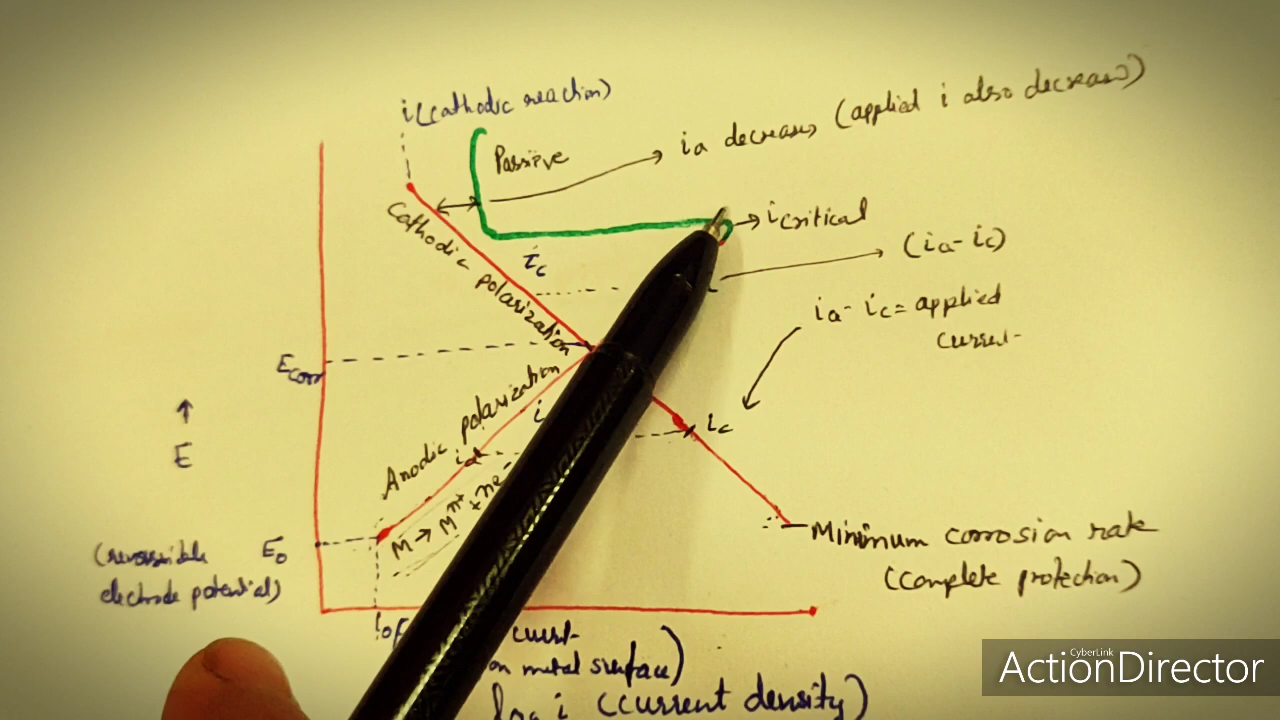 i (cathodic reaction)
Passive
ia decreases (applied i also decreases)
icritical
Cathodic polarization
ic
(ia - ic)
ia - ic = applied
current
Ecorr
Anodic polarization
i
ia
ic
M → Mⁿ⁺ + ne⁻
↑
E
E0
electrode potential)
Minimum corrosion rate
(complete protection)
on metal surface)
log i (current density)
CyberLink
ActionDirector